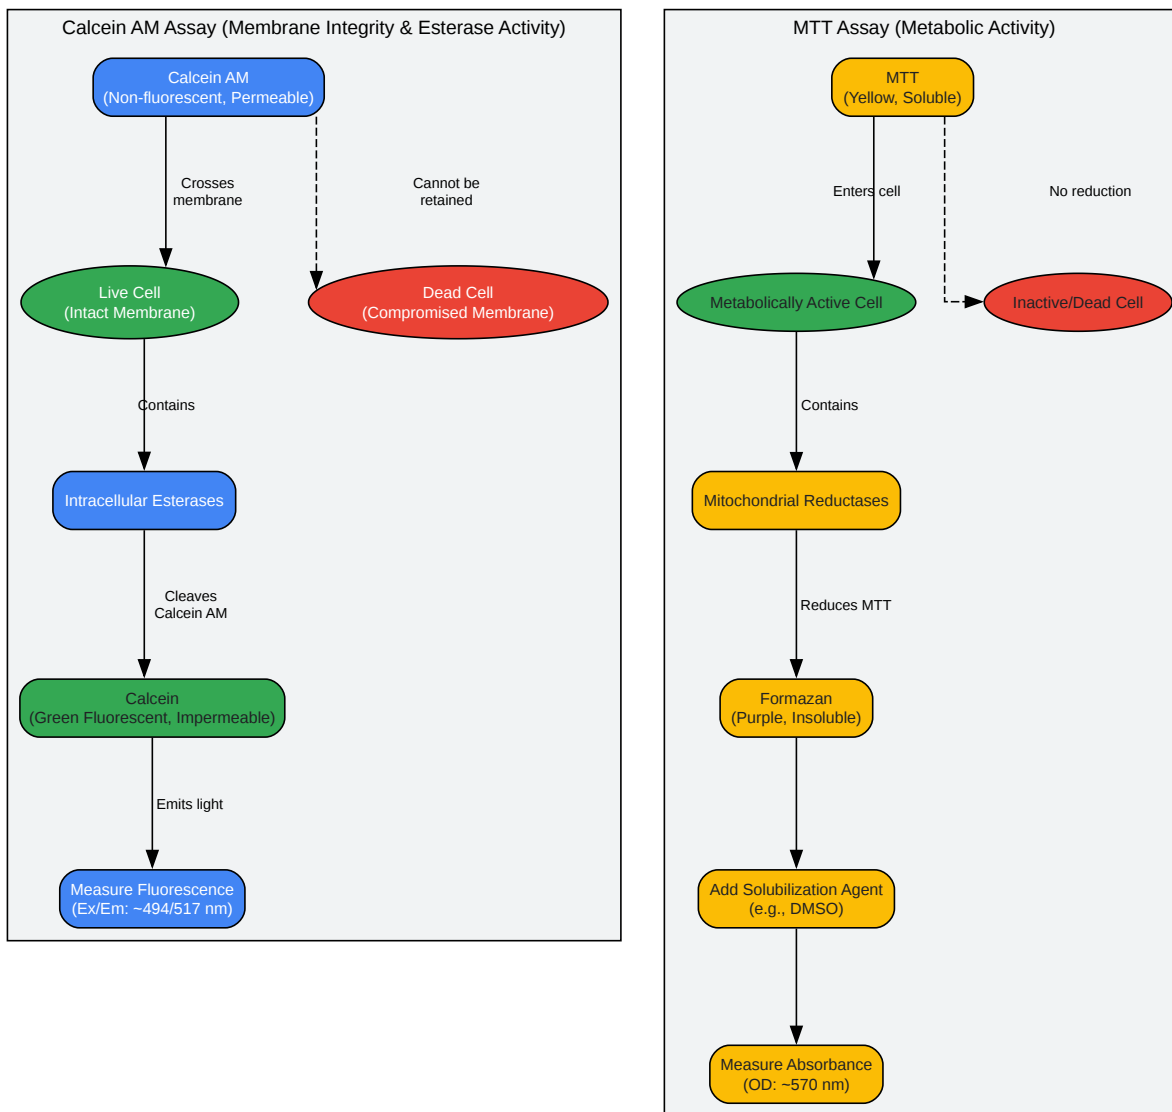 Calcein AM Assay (Membrane Integrity & Esterase Activity)
Calcein AM
(Non-fluorescent, Permeable)
Crosses
membrane
Cannot be
retained
Live Cell
(Intact Membrane)
Dead Cell
(Compromised Membrane)
Contains
Intracellular Esterases
Cleaves
Calcein AM
Calcein
(Green Fluorescent, Impermeable)
Emits light
Measure Fluorescence
(Ex/Em: ~494/517 nm)
MTT Assay (Metabolic Activity)
MTT
(Yellow, Soluble)
Enters cell
No reduction
Metabolically Active Cell
Inactive/Dead Cell
Contains
Mitochondrial Reductases
Reduces MTT
Formazan
(Purple, Insoluble)
Add Solubilization Agent
(e.g., DMSO)
Measure Absorbance
(OD: ~570 nm)